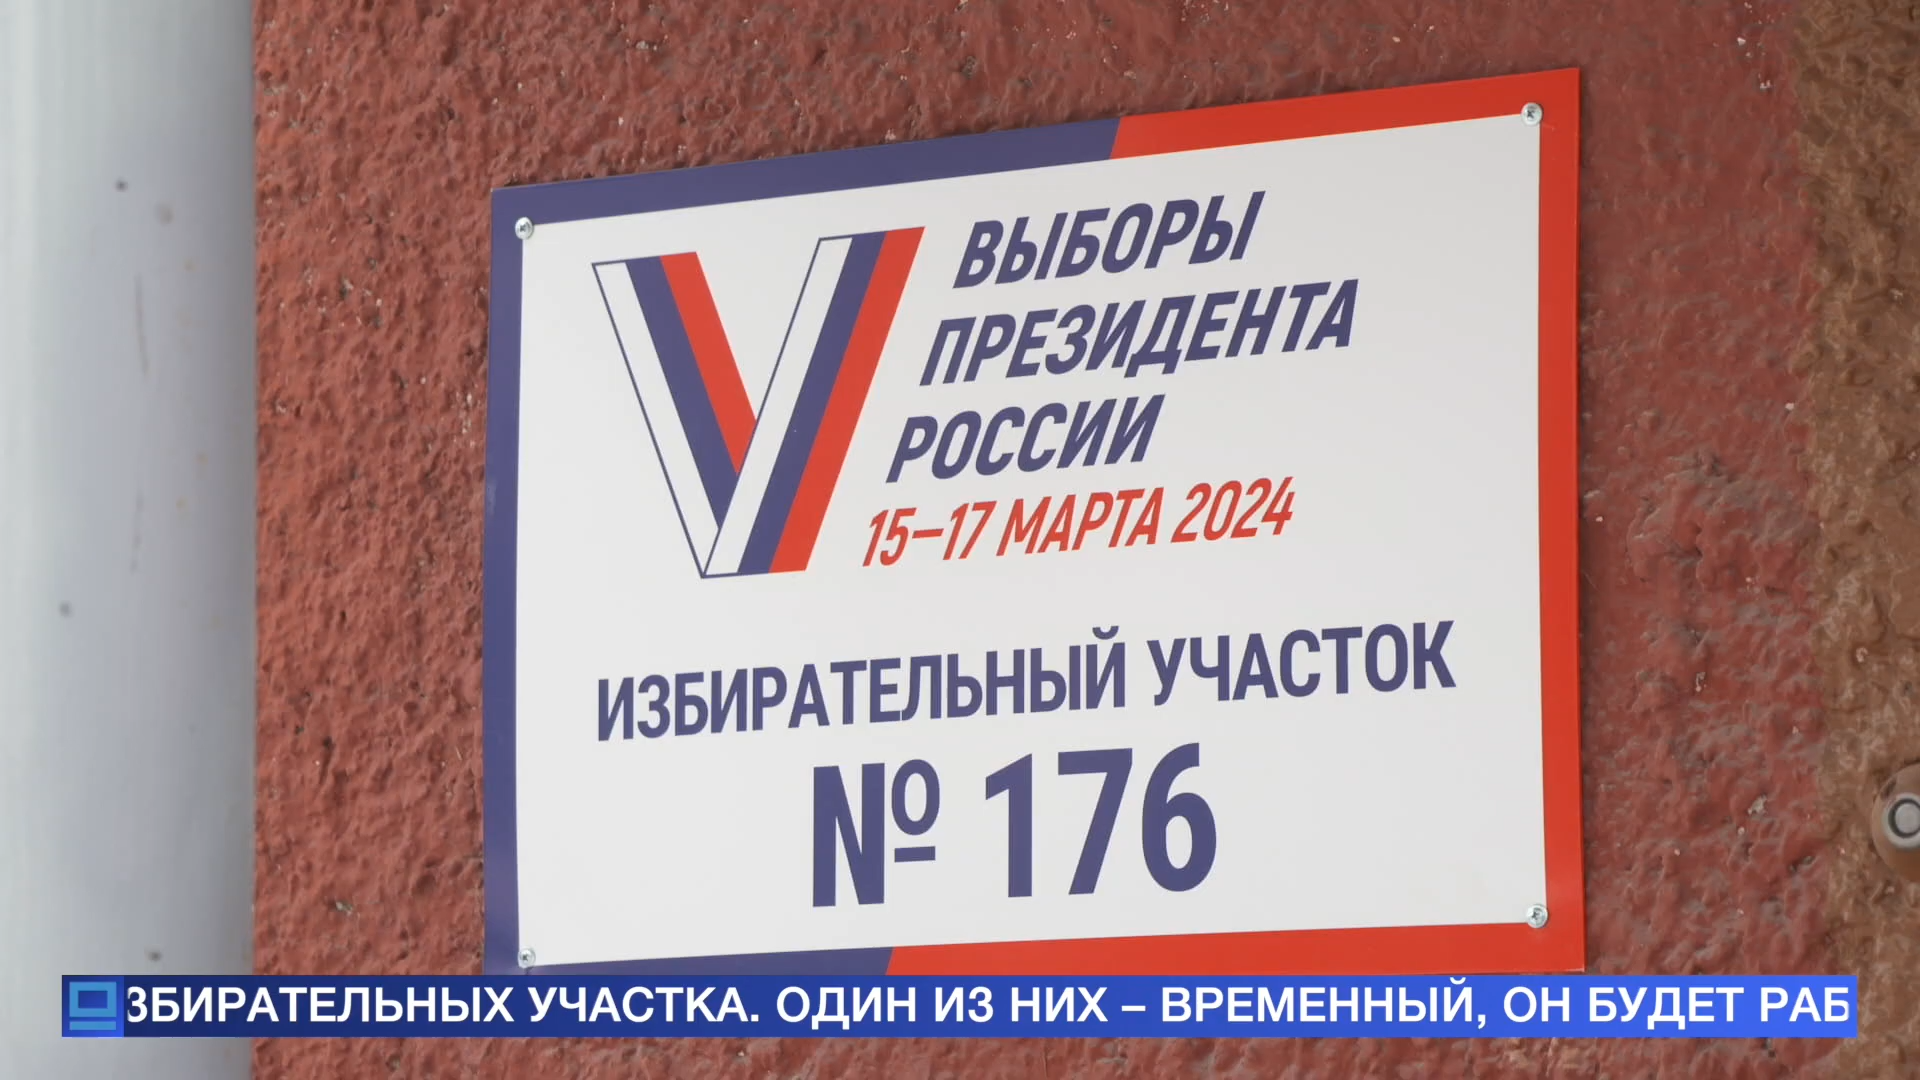 ВЫБОРЫ
ПРЕЗИДЕНТА
РОССИИ
15–17 МАРТА 2024
ИЗБИРАТЕЛЬНЫЙ УЧАСТОК
№ 176
ЗБИРАТЕЛЬНЫХ УЧАСТКА. ОДИН ИЗ НИХ – ВРЕМЕННЫЙ, ОН БУДЕТ РАБ